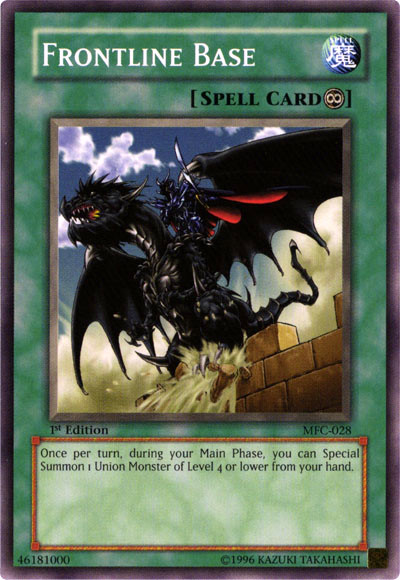 FRONTLINE BASE
魔
[SPELL CARD]
1st Edition
MFC-028
Once per turn, during your Main Phase, you can Special
Summon 1 Union Monster of Level 4 or lower from your hand.
46181000
©1996 KAZUKI TAKAHASHI